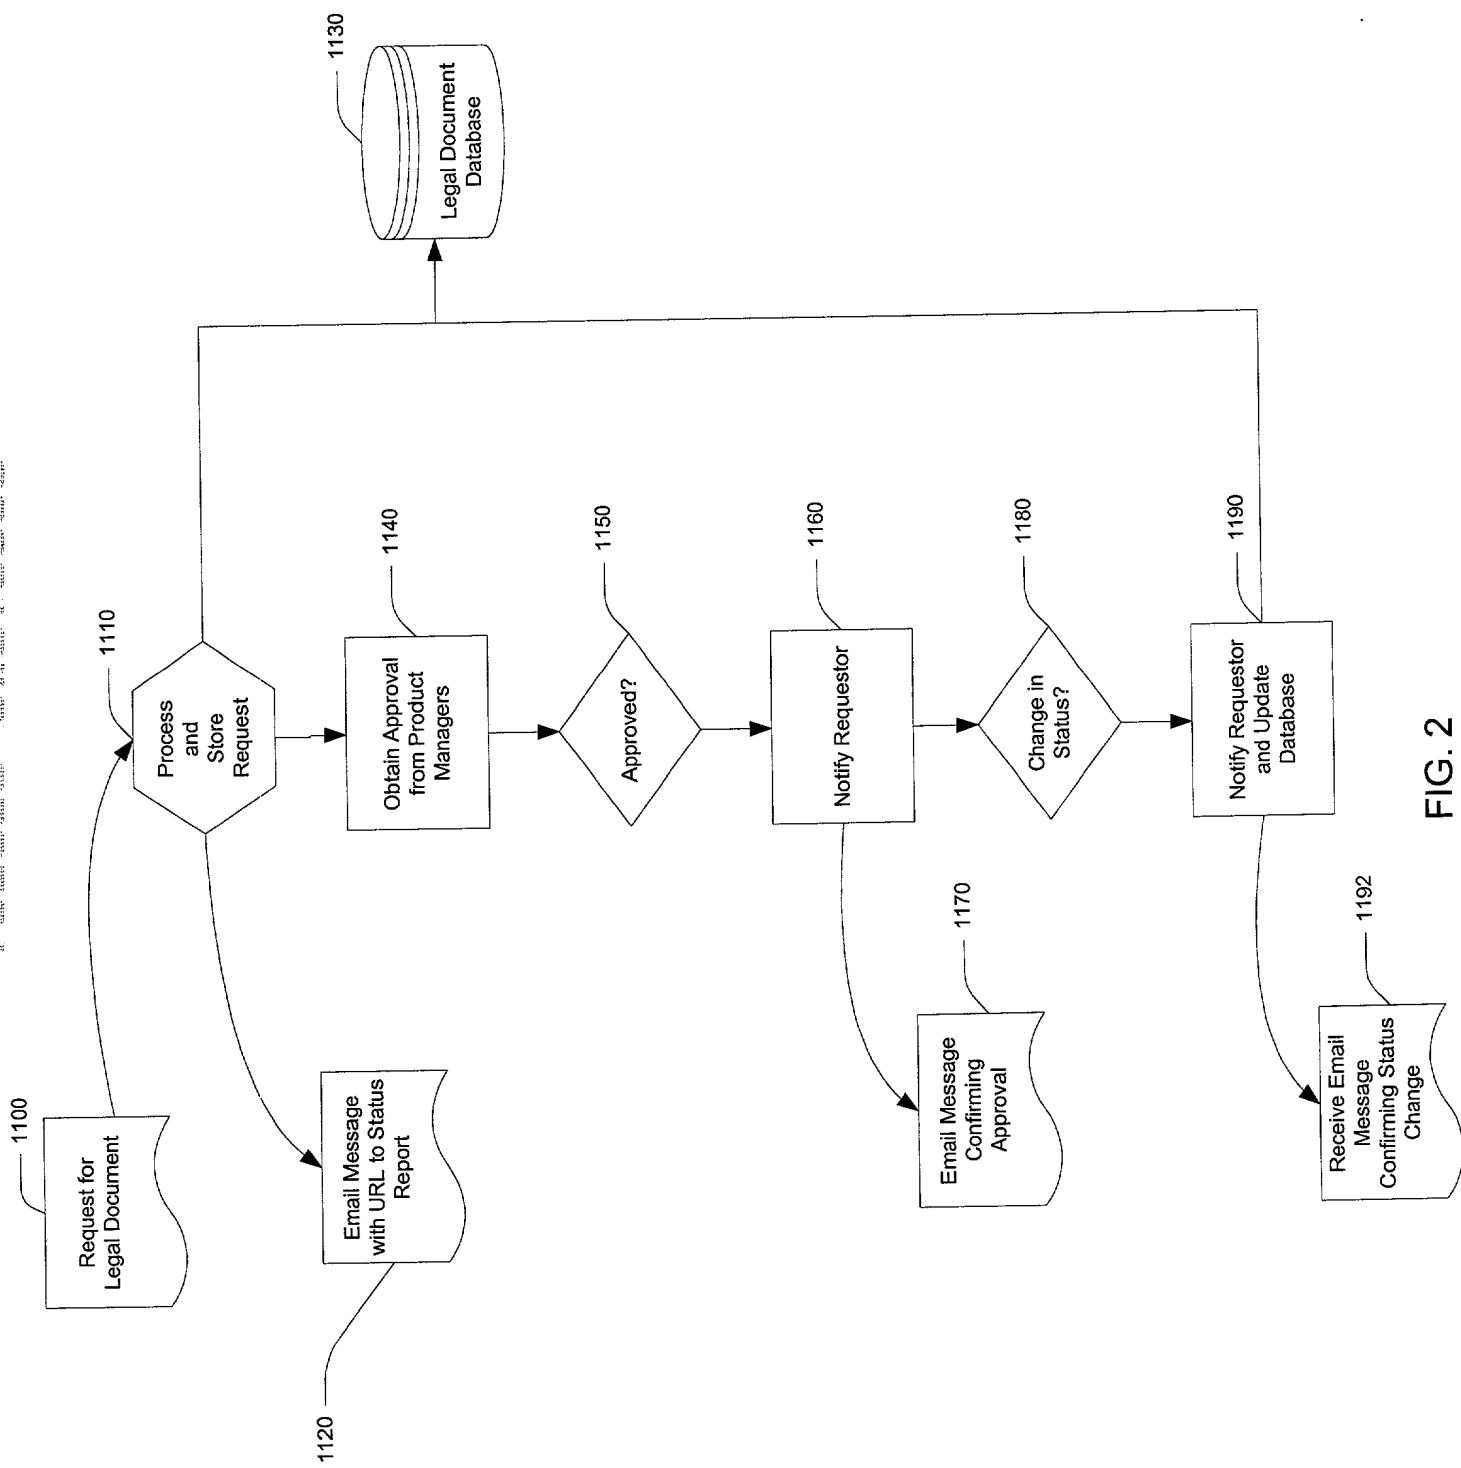 1100
Request for
Legal Document
1110
Process
and
Store
Request
1120
Email Message
with URL to Status
Report
1130
Legal Document
Database
1140
Obtain Approval
from Product
Managers
1150
Approved?
1160
Notify Requestor
1170
Email Message
Confirming
Approval
1180
Change in
Status?
1190
Notify Requestor
and Update
Database
1192
Receive Email
Message
Confirming Status
Change
FIG. 2